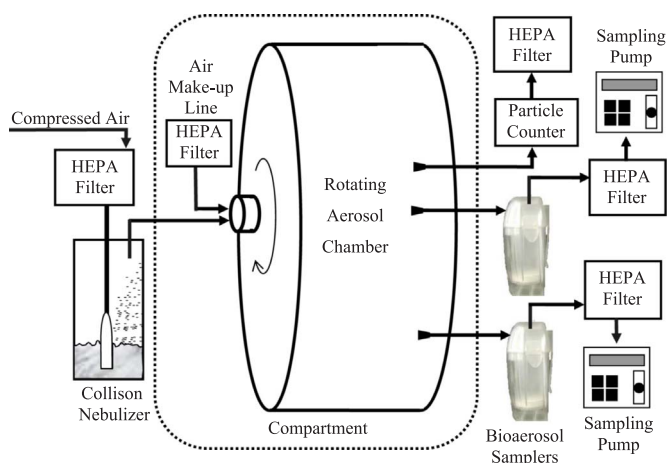 Compressed Air
HEPA
Filter
Collison
Nebulizer
Air
Make-up
Line
HEPA
Filter
Rotating
Aerosol
Chamber
Compartment
HEPA
Filter
Particle
Counter
Sampling
Pump
HEPA
Filter
HEPA
Filter
Bioaerosol
Samplers
Sampling
Pump